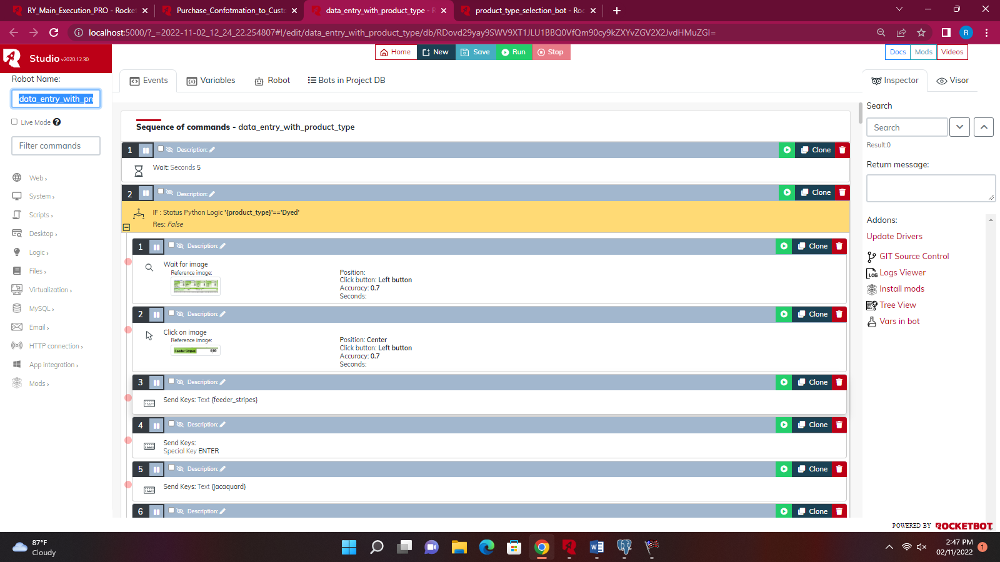 RY_Main_Execution_PRO - Rocket
Purchase_Confotmation_to_Custo
data_entry_with_product_type - R
product_type_selection_bot - Roc
localhost:5000/?_=2022-11-02_12_24_22.254807#!/edit/data_entry_with_product_type/db/RDovd29yay9SWV9XT1JLU1BBQ0VfQm90cy9kZXYvZGV2X2JvdHMuZGI=
R
Studio v2020.12.30
Home
New
Save
Run
Stop
Docs
Mods
Videos
Robot Name:
data_entry_with_pro
Live Mode
Filter commands
Web ›
System ›
Scripts ›
Desktop ›
Logic ›
Files ›
Virtualization ›
MySQL ›
Email ›
HTTP connection ›
App integration ›
Mods ›
Events
Variables
Robot
Bots in Project DB
Sequence of commands - data_entry_with_product_type
1 Description: Clone
Wait: Seconds 5
2 Description: Clone
IF : Status Python Logic '{product_type}'=='Dyed'
Res: False
1 Description: Clone
Wait for image
Reference image:
Position:
Click button: Left button
Accuracy: 0.7
Seconds:
2 Description: Clone
Click on image
Reference image:
Feeder Stripes 0.00
Position: Center
Click button: Left button
Accuracy: 0.7
Seconds:
3 Description: Clone
Send Keys: Text {feeder_stripes}
4 Description: Clone
Send Keys:
Special Key ENTER
5 Description: Clone
Send Keys: Text {jacaquard}
6 Description: Clone
Inspector
Visor
Search
Search
Result:0
Return message:
Addons:
Update Drivers
GIT Source Control
LOG
Logs Viewer
Install mods
Tree View
Vars in bot
POWERED BY ROCKETBOT
87°F
Cloudy
2:47 PM
02/11/2022
1